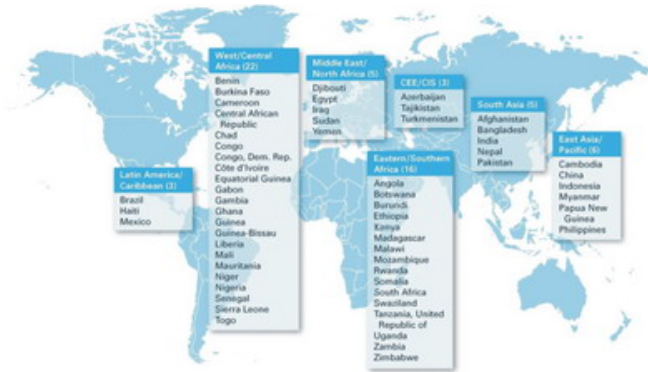 West/Central
Africa (22)
Benin
Burkina Faso
Cameroon
Central African
Republic
Chad
Congo
Congo, Dem. Rep.
Côte d'Ivoire
Equatorial Guinea
Gabon
Gambia
Ghana
Guinea
Guinea-Bissau
Liberia
Mali
Mauritania
Niger
Nigeria
Senegal
Sierra Leone
Togo
Middle East/
North Africa (5)
Djibouti
Egypt
Iraq
Sudan
Yemen
CEE/CIS (3)
Azerbaijan
Tajikistan
Turkmenistan
South Asia (5)
Afghanistan
Bangladesh
India
Nepal
Pakistan
East Asia/
Pacific (6)
Cambodia
China
Indonesia
Myanmar
Papua New
Guinea
Philippines
Latin America/
Caribbean (3)
Brazil
Haiti
Mexico
Eastern/Southern
Africa (16)
Angola
Botswana
Burundi
Ethiopia
Kenya
Madagascar
Malawi
Mozambique
Rwanda
Somalia
South Africa
Swaziland
Tanzania, United
Republic of
Uganda
Zambia
Zimbabwe